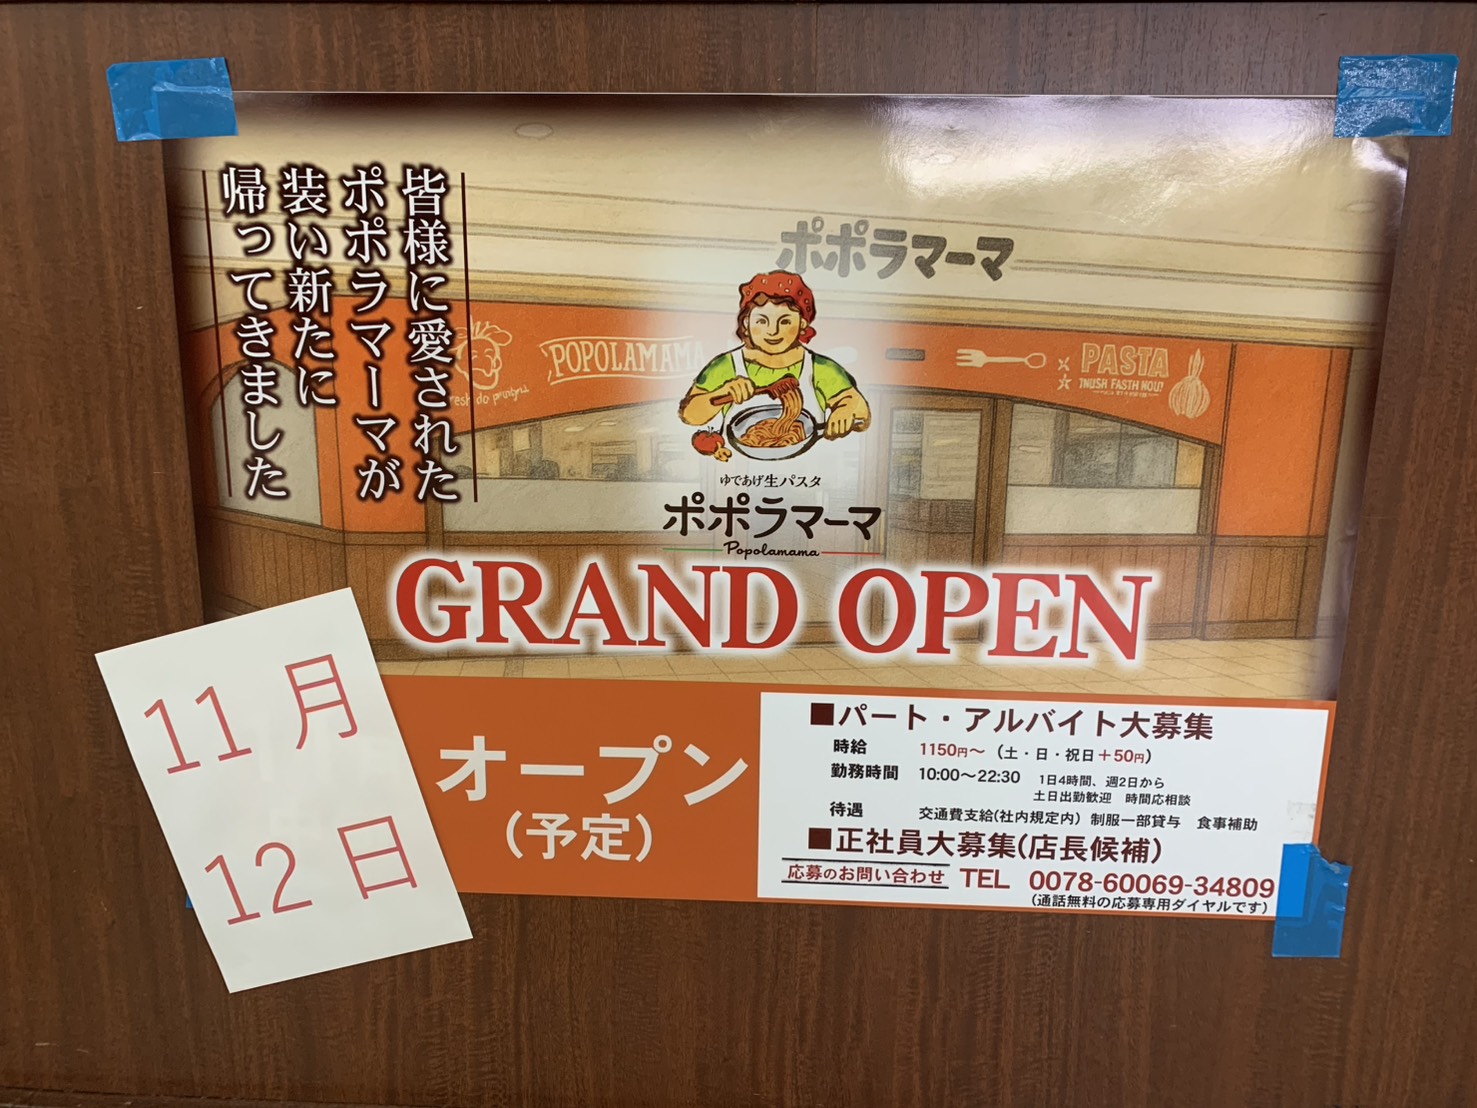 皆様に愛された
ポポラマーマが
装い新たに
帰ってきました
ポポラマーマ
POPOLAMAMA
PASTA
ゆであげ生パスタ
ポポラマーマ
Popolamama
GRAND OPEN
11月
12日
オープン
(予定)
■パート・アルバイト大募集
時給 1150円〜（土・日・祝日＋50円）
勤務時間 10:00〜22:30 1日4時間、週2日から
土日出勤歓迎 時間応相談
待遇 交通費支給(社内規定内) 制服一部貸与 食事補助
■正社員大募集(店長候補)
応募のお問い合わせ TEL 0078-60069-34809
(通話無料の応募専用ダイヤルです)